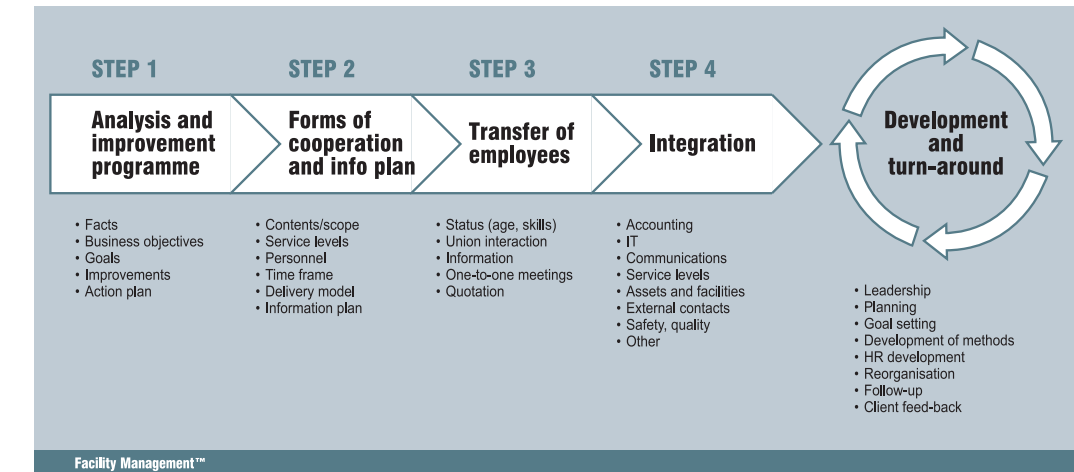 STEP 1
Analysis and
improvement
programme
• Facts
• Business objectives
• Goals
• Improvements
• Action plan
STEP 2
Forms of
cooperation
and info plan
• Contents/scope
• Service levels
• Personnel
• Time frame
• Delivery model
• Information plan
STEP 3
Transfer of
employees
• Status (age, skills)
• Union interaction
• Information
• One-to-one meetings
• Quotation
STEP 4
Integration
• Accounting
• IT
• Communications
• Service levels
• Assets and facilities
• External contacts
• Safety, quality
• Other
Development
and
turn-around
• Leadership
• Planning
• Goal setting
• Development of methods
• HR development
• Reorganisation
• Follow-up
• Client feed-back
Facility Management™